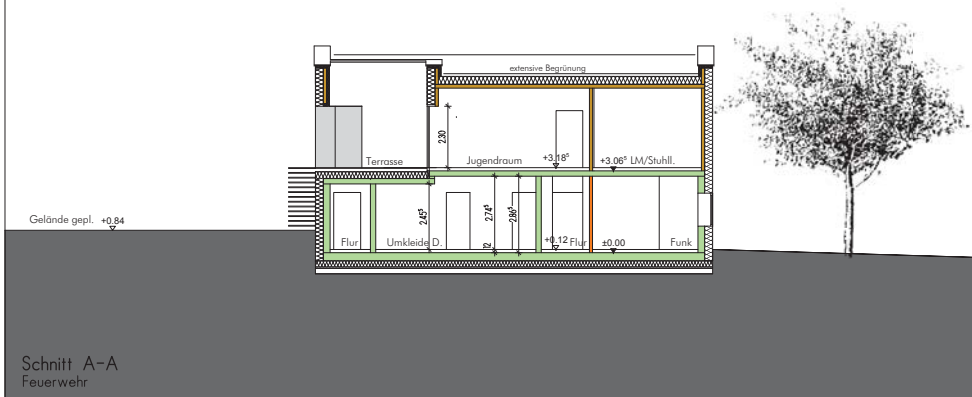 extensive Begrünung
2.30
Terrasse
Jugendraum
+3.18⁵
+3.06⁵ LM/Stuhll.
Gelände gepl. +0.84
2.45⁵
2.74⁵
2.86⁵
12
Flur
Umkleide D.
+0.12
Flur
±0.00
Funk
Schnitt A-A
Feuerwehr